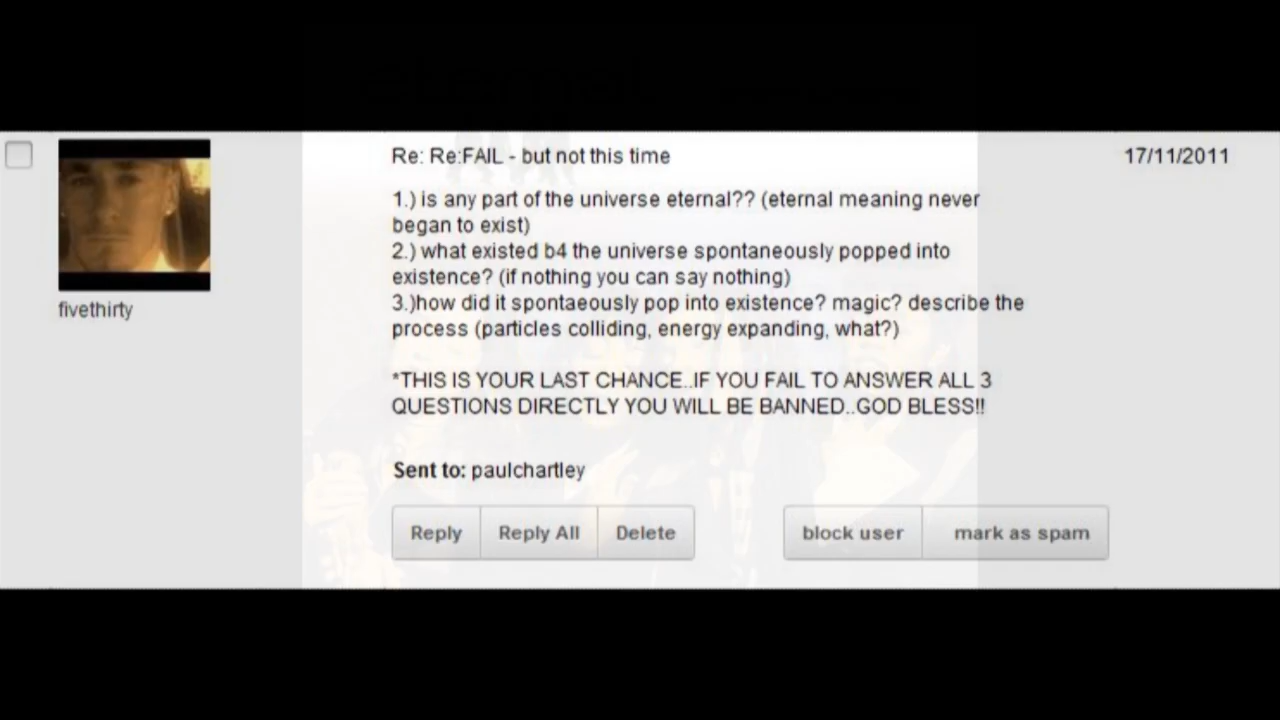 Re: Re:FAIL - but not this time
17/11/2011
1.) is any part of the universe eternal?? (eternal meaning never
began to exist)
2.) what existed b4 the universe spontaneously popped into
existence? (if nothing you can say nothing)
3.)how did it spontaeously pop into existence? magic? describe the
process (particles colliding, energy expanding, what?)
fivethirty
*THIS IS YOUR LAST CHANCE..IF YOU FAIL TO ANSWER ALL 3
QUESTIONS DIRECTLY YOU WILL BE BANNED..GOD BLESS!!
Sent to: paulchartley
Reply Reply All Delete block user mark as spam